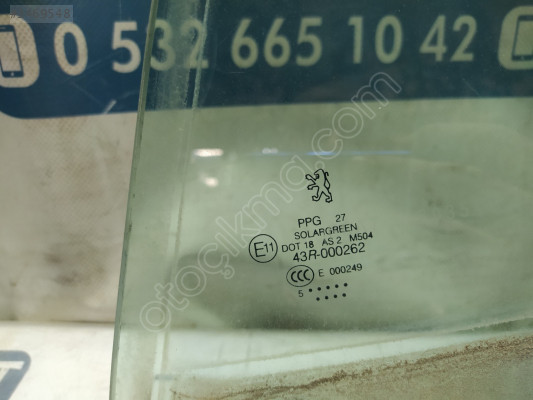 0 532 665 10 42
PPG 27
SOLARGREEN
E11
DOT 18 AS 2 M504
43R-000262
CCC E 000249
5
otocikmaci.com